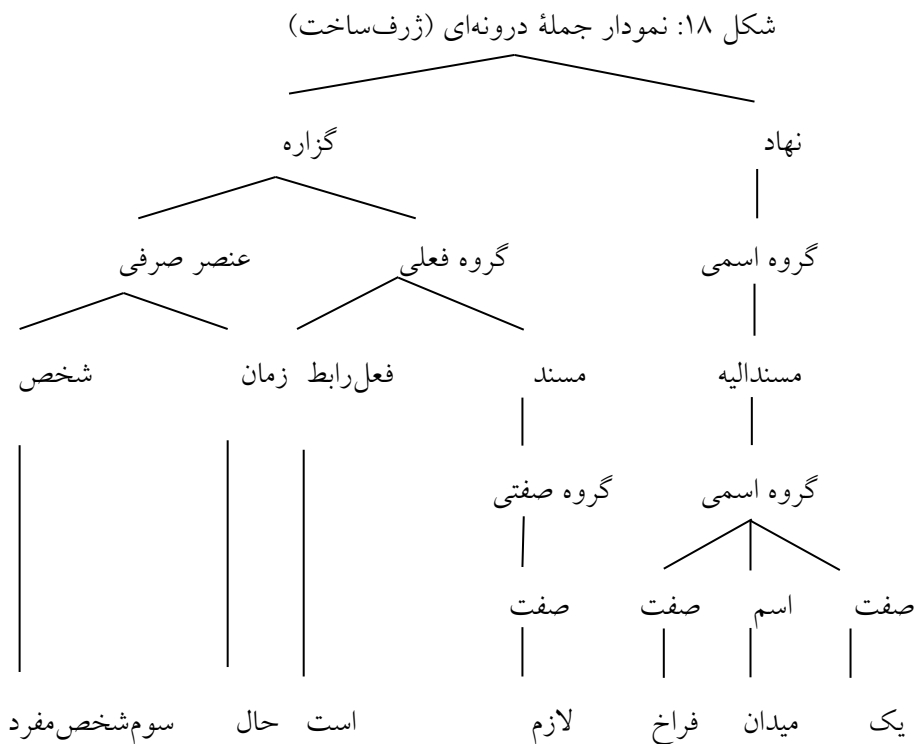 شکل ۱۸: نمودار جملهٔ درونه‌ای (ژرف‌ساخت)
نهاد گزاره
گروه اسمی گروه فعلی عنصر صرفی
مسندالیه مسند فعل‌رابط زمان شخص
گروه اسمی گروه صفتی
صفت اسم صفت صفت
یک میدان فراخ لازم است حال سوم‌شخص‌مفرد